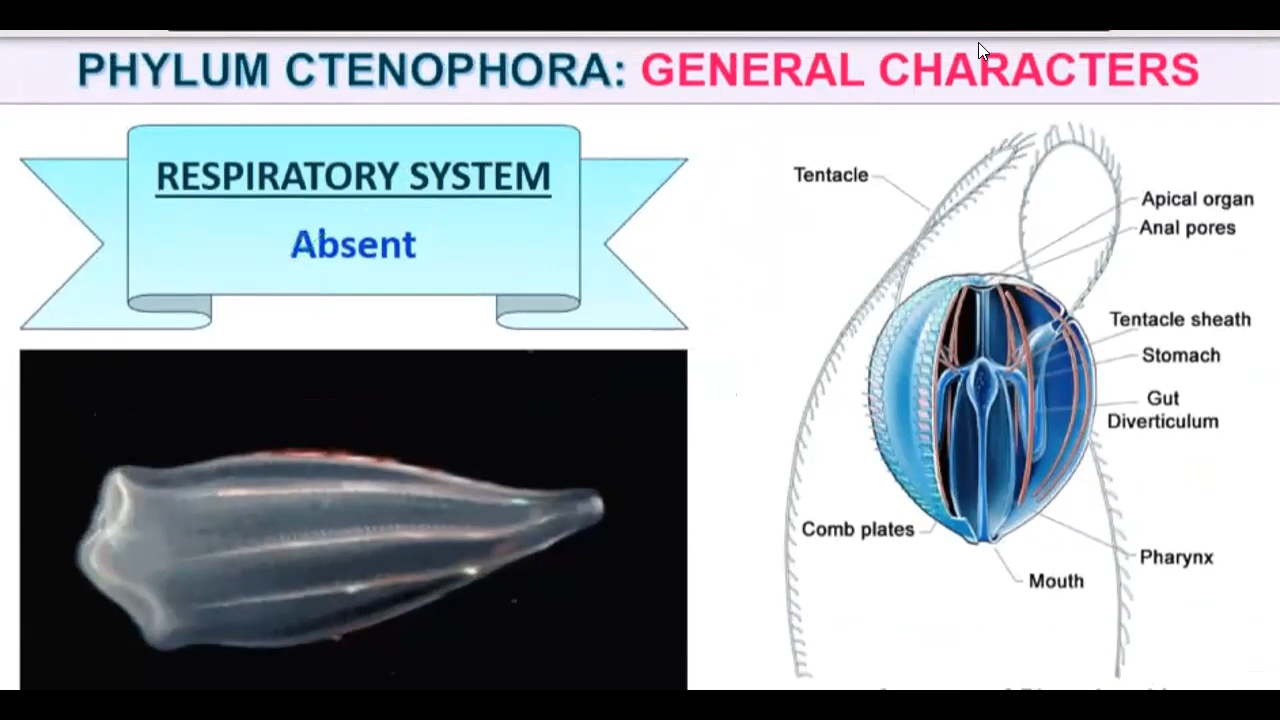 PHYLUM CTENOPHORA: GENERAL CHARACTERS
RESPIRATORY SYSTEM
Absent
Tentacle
Apical organ
Anal pores
Tentacle sheath
Stomach
Gut
Diverticulum
Comb plates
Pharynx
Mouth